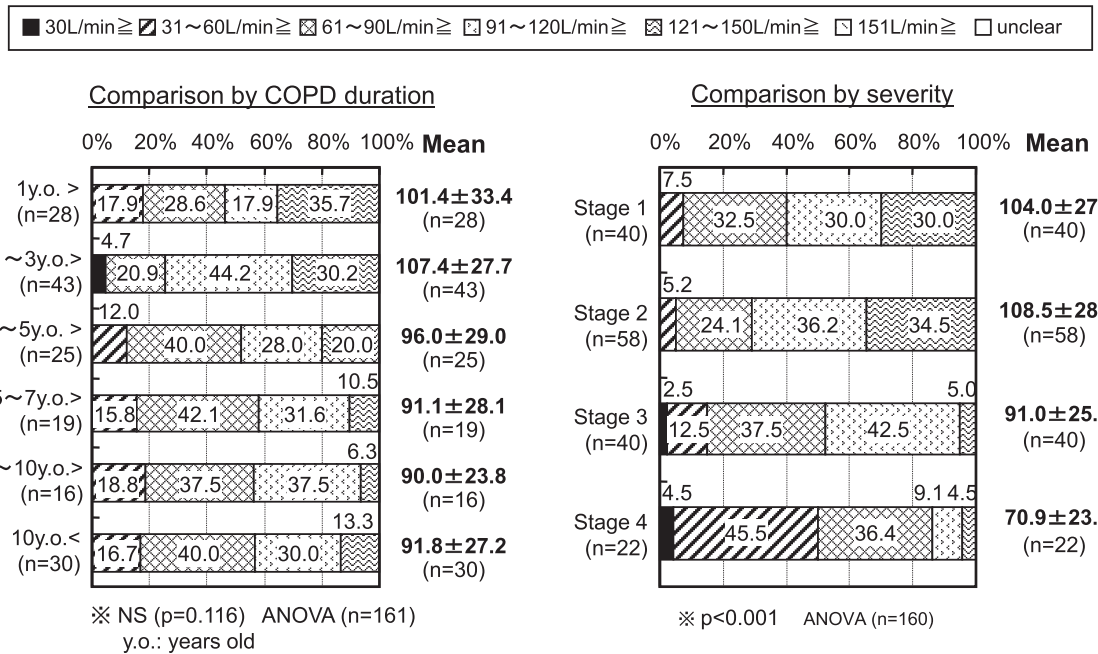 30L/min≧ 31～60L/min≧ 61～90L/min≧ 91～120L/min≧ 121～150L/min≧ 151L/min≧ unclear
Comparison by COPD duration
0% 20% 40% 60% 80% 100% Mean
1y.o. >
(n=28)
17.9 28.6 17.9 35.7
101.4±33.4
(n=28)
4.7
～3y.o.>
(n=43)
20.9 44.2 30.2
107.4±27.7
(n=43)
12.0
～5y.o. >
(n=25)
40.0 28.0 20.0
96.0±29.0
(n=25)
10.5
5～7y.o.>
(n=19)
15.8 42.1 31.6
91.1±28.1
(n=19)
6.3
～10y.o.>
(n=16)
18.8 37.5 37.5
90.0±23.8
(n=16)
13.3
10y.o.<
(n=30)
16.7 40.0 30.0
91.8±27.2
(n=30)
※ NS (p=0.116) ANOVA (n=161)
y.o.: years old
Comparison by severity
0% 20% 40% 60% 80% 100% Mean
7.5
Stage 1
(n=40)
32.5 30.0 30.0
104.0±27
(n=40)
5.2
Stage 2
(n=58)
24.1 36.2 34.5
108.5±28
(n=58)
2.5 5.0
Stage 3
(n=40)
12.5 37.5 42.5
91.0±25.
(n=40)
4.5 9.1 4.5
Stage 4
(n=22)
45.5 36.4
70.9±23.
(n=22)
※ p<0.001 ANOVA (n=160)